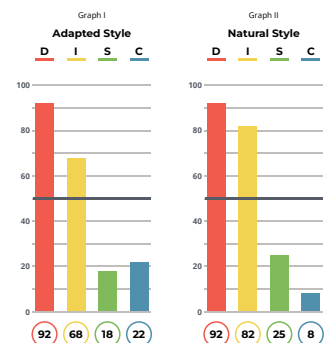 Graph I
Adapted Style
D I S C
100
80
60
40
20
0
92 68 18 22
Graph II
Natural Style
D I S C
100
80
60
40
20
0
92 82 25 8